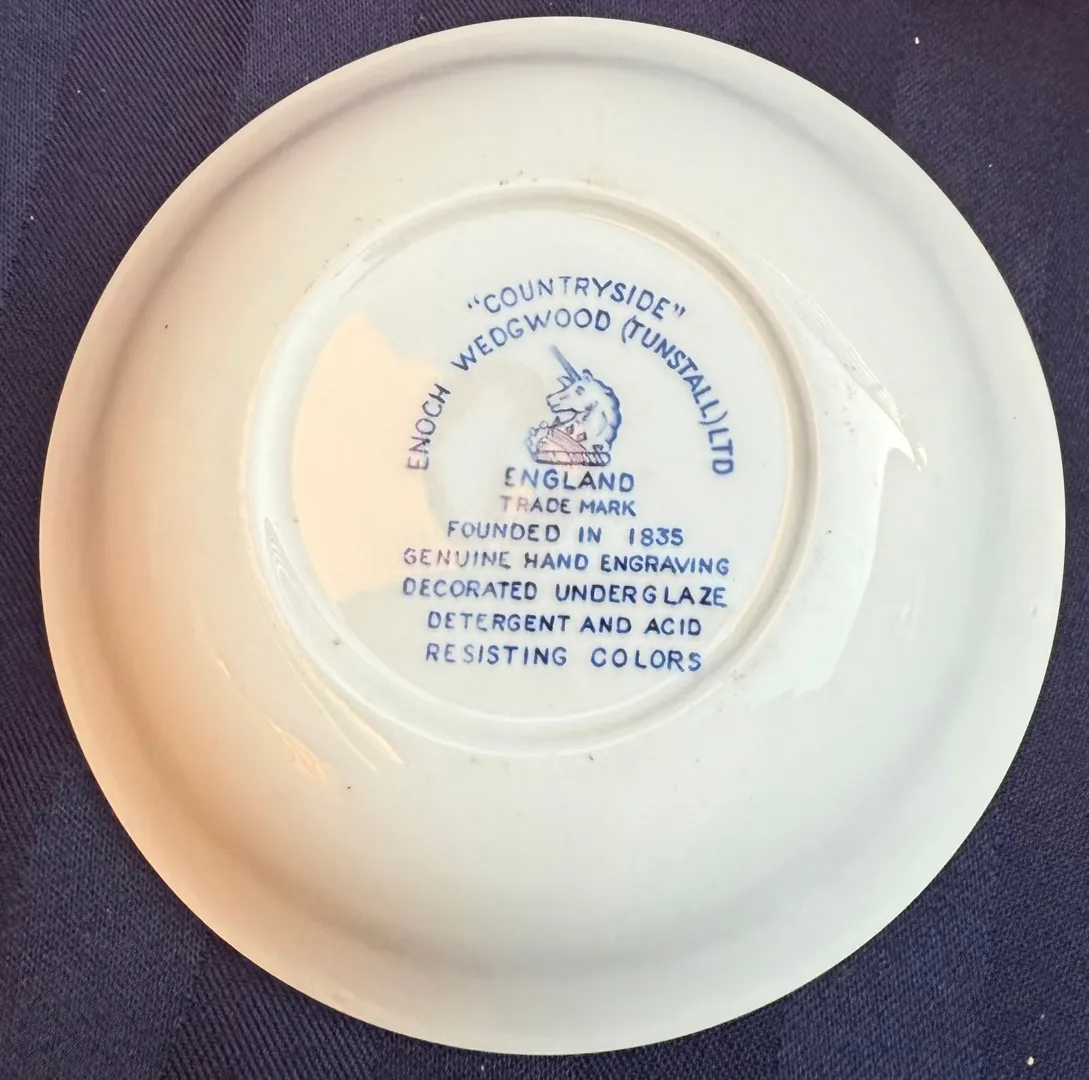 "COUNTRYSIDE"
ENOCH WEDGWOOD (TUNSTALL) LTD
ENGLAND
TRADE MARK
FOUNDED IN 1835
GENUINE HAND ENGRAVING
DECORATED UNDERGLAZE
DETERGENT AND ACID
RESISTING COLORS